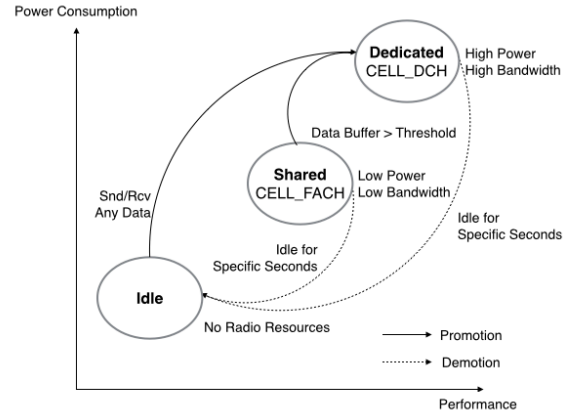 Power Consumption
Dedicated
CELL_DCH
High Power
High Bandwidth
Data Buffer > Threshold
Shared
CELL_FACH
Low Power
Low Bandwidth
Snd/Rcv
Any Data
Idle for
Specific Seconds
Idle for
Specific Seconds
Idle
No Radio Resources
Promotion
Demotion
Performance